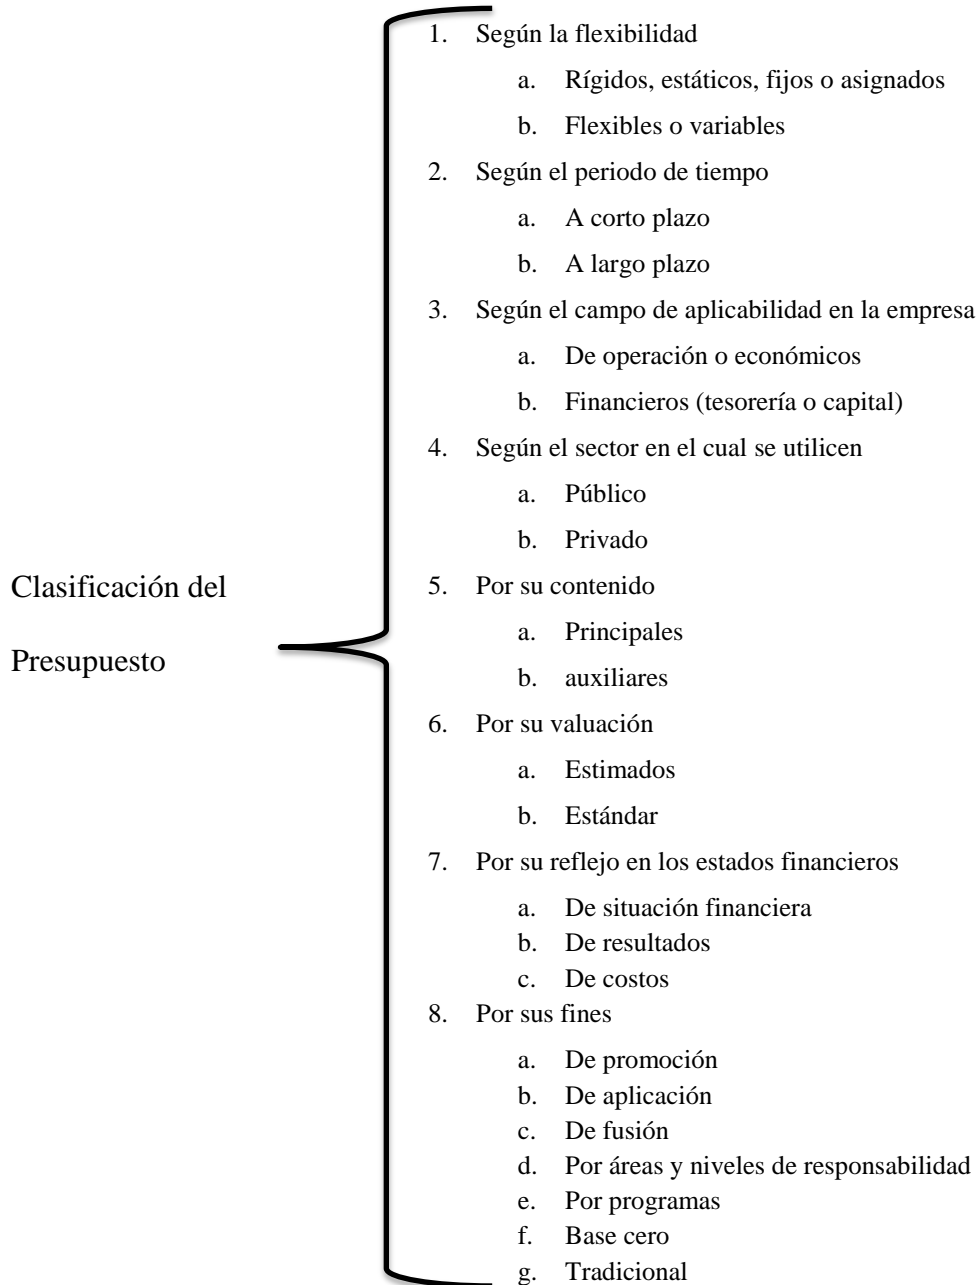 Clasificación del
Presupuesto
1. Según la flexibilidad
a. Rígidos, estáticos, fijos o asignados
b. Flexibles o variables
2. Según el periodo de tiempo
a. A corto plazo
b. A largo plazo
3. Según el campo de aplicabilidad en la empresa
a. De operación o económicos
b. Financieros (tesorería o capital)
4. Según el sector en el cual se utilicen
a. Público
b. Privado
5. Por su contenido
a. Principales
b. auxiliares
6. Por su valuación
a. Estimados
b. Estándar
7. Por su reflejo en los estados financieros
a. De situación financiera
b. De resultados
c. De costos
8. Por sus fines
a. De promoción
b. De aplicación
c. De fusión
d. Por áreas y niveles de responsabilidad
e. Por programas
f. Base cero
g. Tradicional